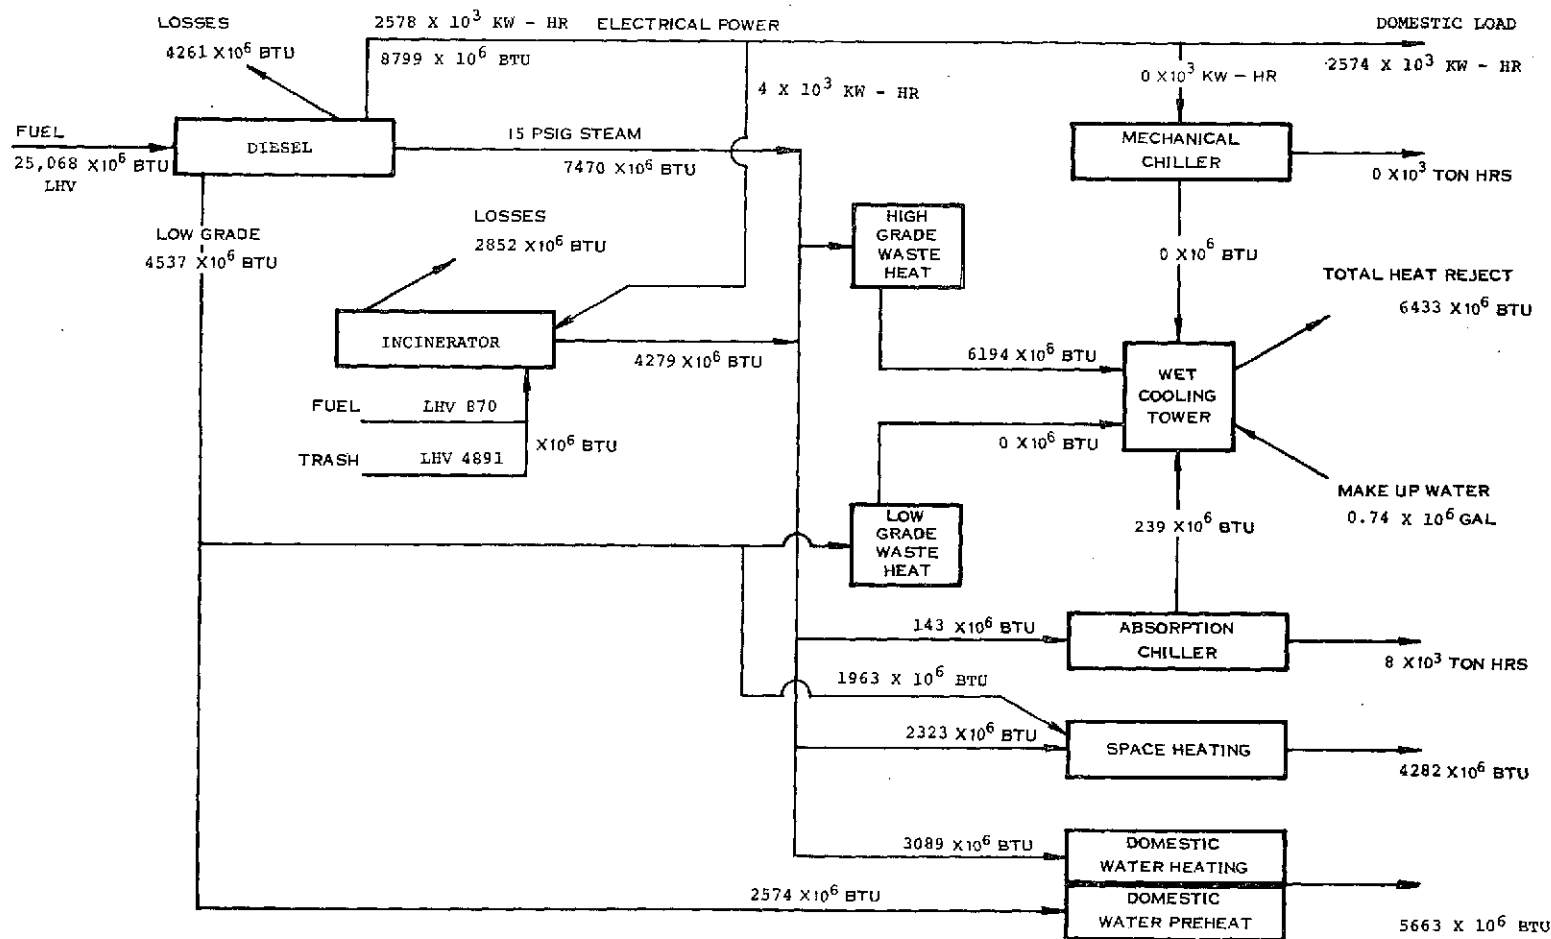 LOSSES
4261 X10⁶ BTU
2578 X 10³ KW - HR ELECTRICAL POWER
8799 X 10⁶ BTU
DOMESTIC LOAD
2574 X 10³ KW - HR
0 X10³ KW - HR
4 X 10³ KW - HR
FUEL
25,068 X10⁶ BTU
LHV
DIESEL
15 PSIG STEAM
7470 X10⁶ BTU
MECHANICAL
CHILLER
0 X10³ TON HRS
LOW GRADE
4537 X10⁶ BTU
LOSSES
2852 X10⁶ BTU
HIGH
GRADE
WASTE
HEAT
0 X10⁶ BTU
TOTAL HEAT REJECT
6433 X10⁶ BTU
INCINERATOR
4279 X10⁶ BTU
6194 X10⁶ BTU
WET
COOLING
TOWER
FUEL
LHV 870
X10⁶ BTU
TRASH
LHV 4891
0 X10⁶ BTU
MAKE UP WATER
0.74 X 10⁶ GAL
LOW
GRADE
WASTE
HEAT
239 X10⁶ BTU
143 X10⁶ BTU
ABSORPTION
CHILLER
8 X10³ TON HRS
1963 X 10⁶ BTU
2323 X10⁶ BTU
SPACE HEATING
4282 X10⁶ BTU
3089 X10⁶ BTU
DOMESTIC
WATER HEATING
2574 X10⁶ BTU
DOMESTIC
WATER PREHEAT
5663 X 10⁶ BTU